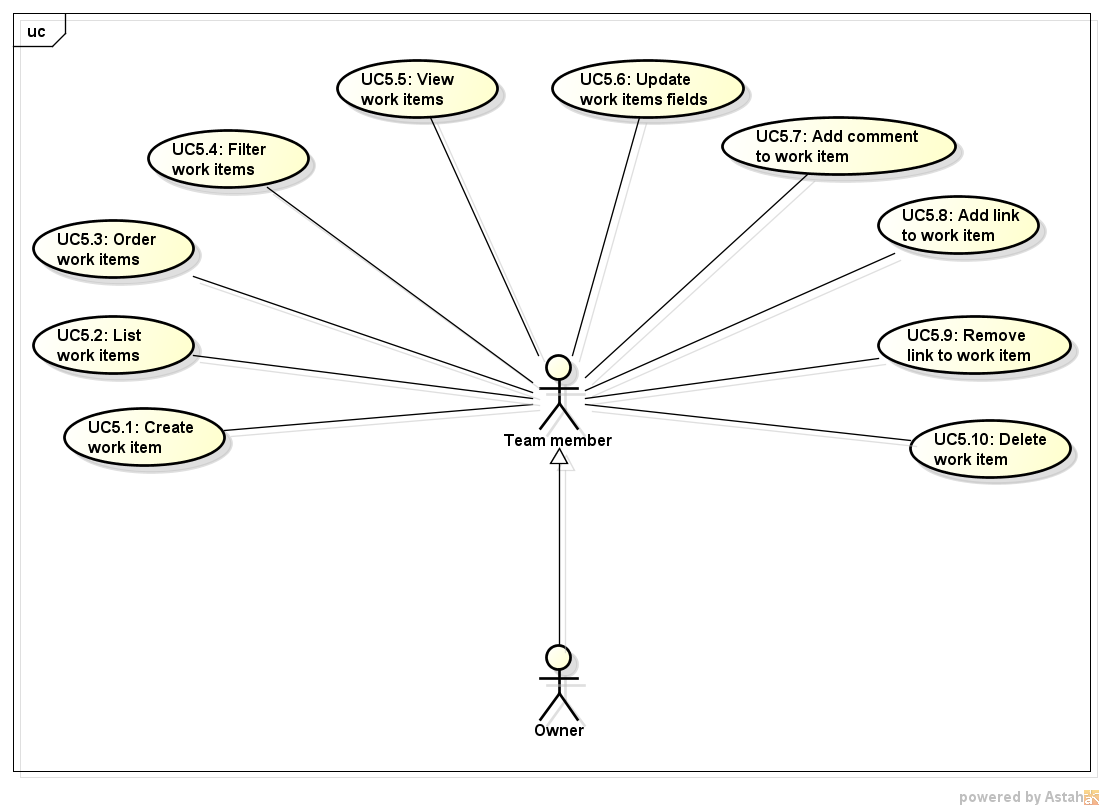 uc
UC5.5: View
work items
UC5.6: Update
work items fields
UC5.4: Filter
work items
UC5.7: Add comment
to work item
UC5.3: Order
work items
UC5.8: Add link
to work item
UC5.2: List
work items
UC5.9: Remove
link to work item
UC5.1: Create
work item
Team member
UC5.10: Delete
work item
Owner
powered by Astah